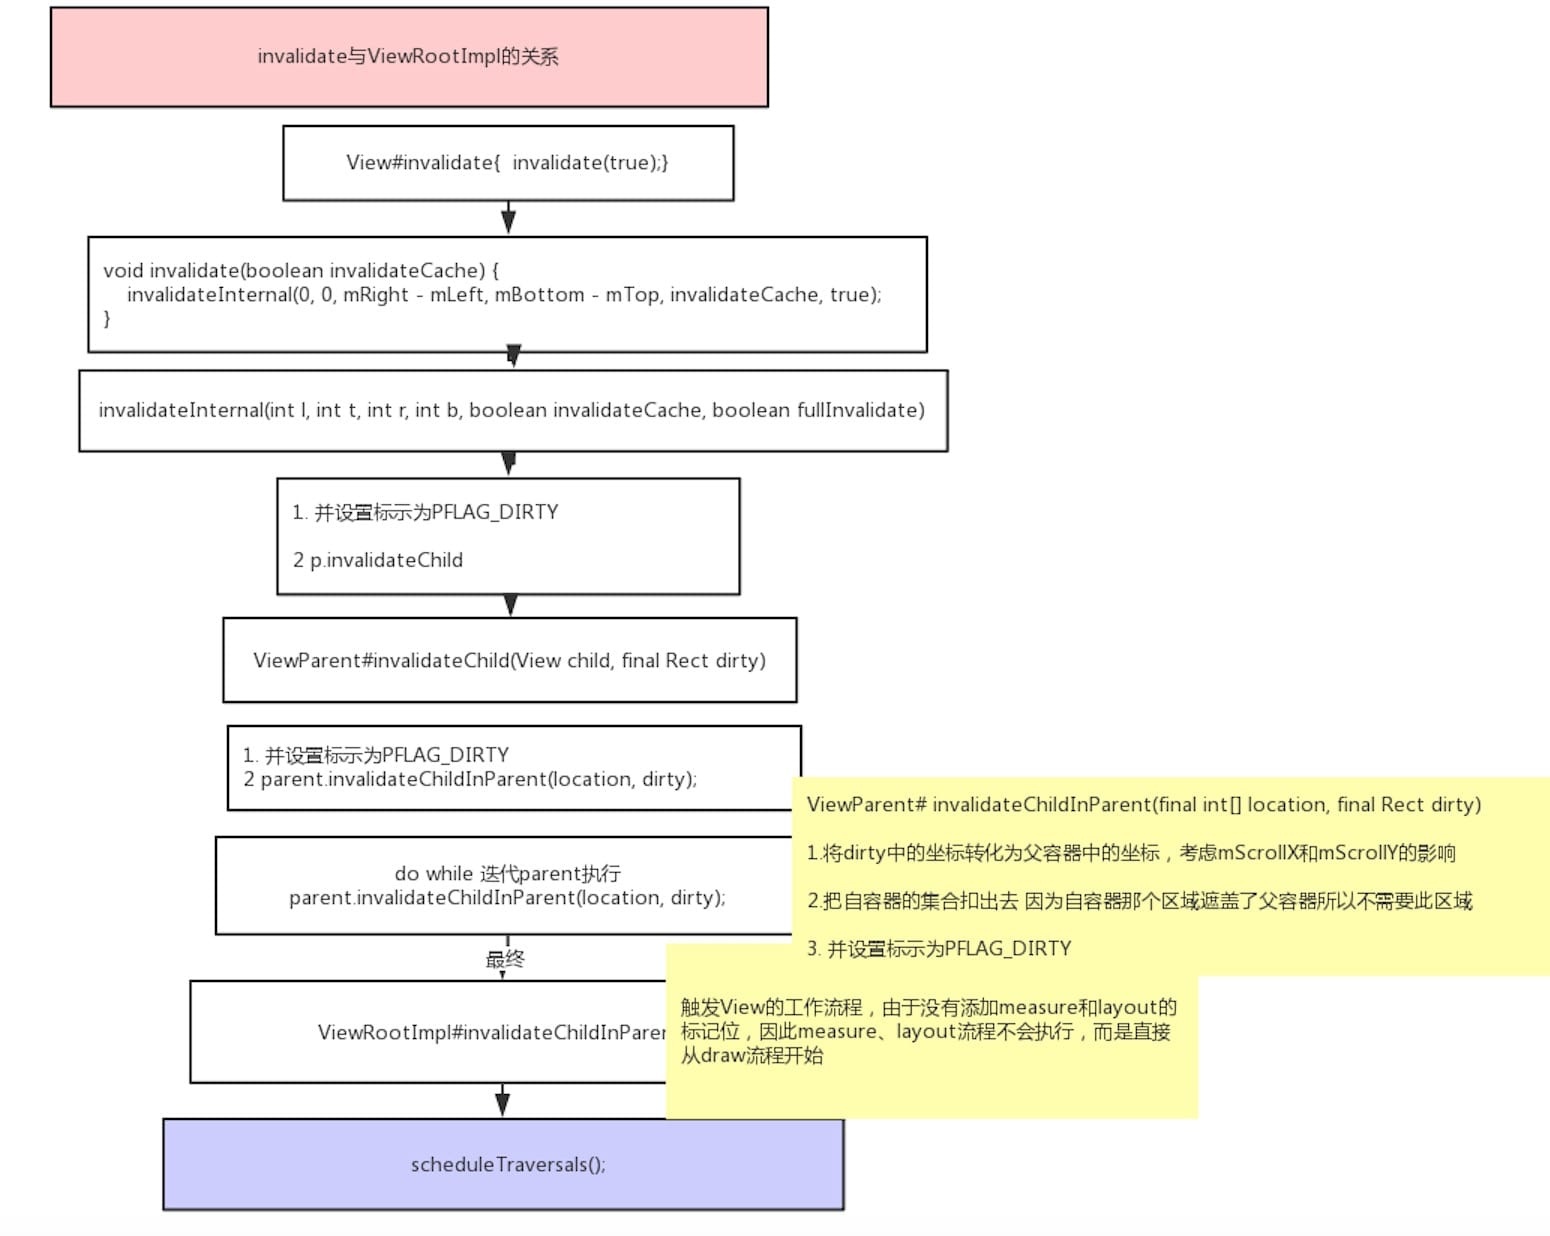 invalidate与ViewRootImpl的关系
View#invalidate{  invalidate(true);}
void invalidate(boolean invalidateCache) {
    invalidateInternal(0, 0, mRight - mLeft, mBottom - mTop, invalidateCache, true);
}
invalidateInternal(int l, int t, int r, int b, boolean invalidateCache, boolean fullInvalidate)
1. 并设置标示为PFLAG_DIRTY
2 p.invalidateChild
ViewParent#invalidateChild(View child, final Rect dirty)
1. 并设置标示为PFLAG_DIRTY
2 parent.invalidateChildInParent(location, dirty);
ViewParent# invalidateChildInParent(final int[] location, final Rect dirty)
1.将dirty中的坐标转化为父容器中的坐标，考虑mScrollX和mScrollY的影响
2.把自容器的集合扣出去 因为自容器那个区域遮盖了父容器所以不需要此区域
3. 并设置标示为PFLAG_DIRTY
do while 迭代parent执行
parent.invalidateChildInParent(location, dirty);
最终
ViewRootImpl#invalidateChildInParen
触发View的工作流程，由于没有添加measure和layout的
标记位，因此measure、layout流程不会执行，而是直接
从draw流程开始
scheduleTraversals();